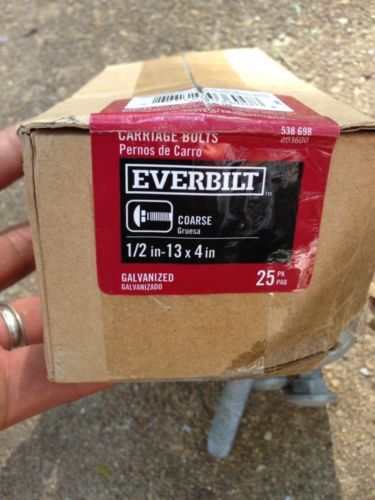 CARRIAGE BOLTS
Pernos de Carro
538 698
803600
EVERBILT™
COARSE
Gruesa
1/2 in-13 x 4 in
GALVANIZED
GALVANIZADO
25 PK
PAQ